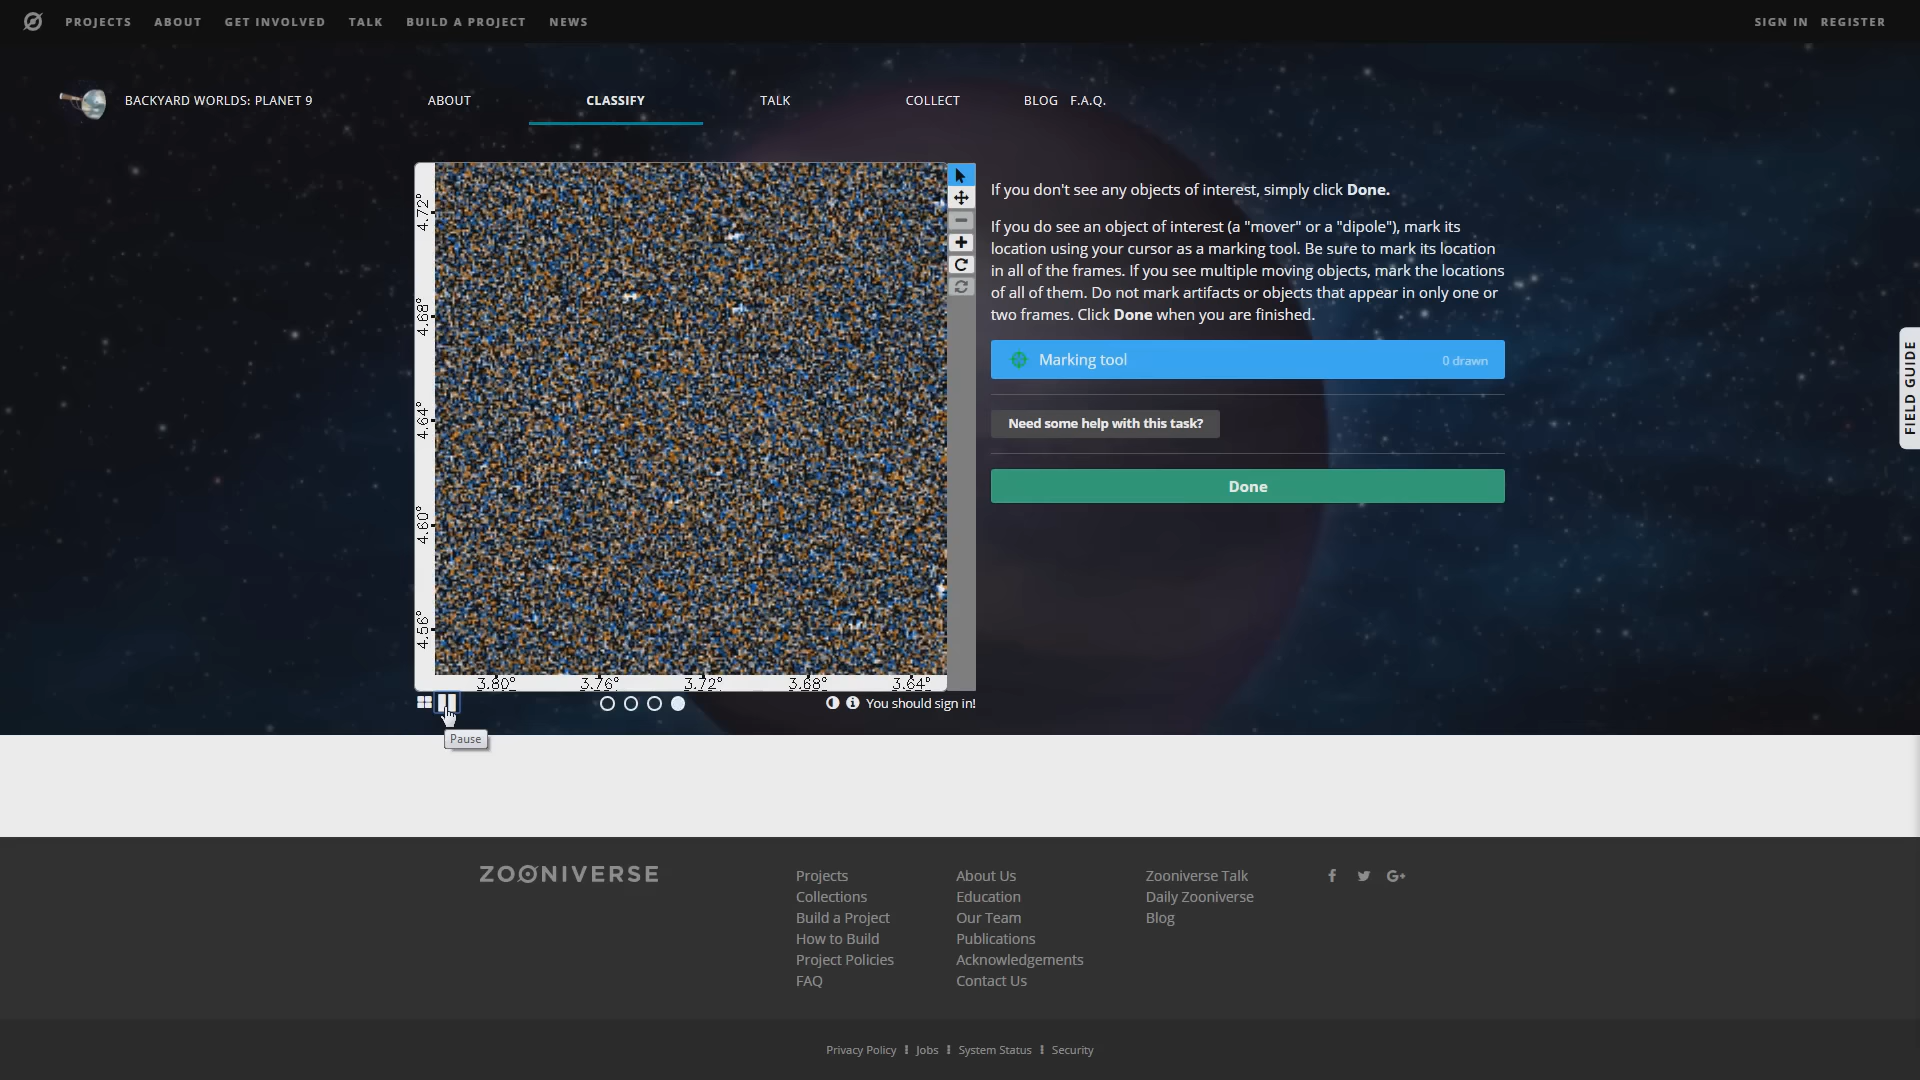 PROJECTS ABOUT GET INVOLVED TALK BUILD A PROJECT NEWS SIGN IN REGISTER
BACKYARD WORLDS: PLANET 9 ABOUT CLASSIFY TALK COLLECT BLOG F.A.Q.
If you don't see any objects of interest, simply click Done.
If you do see an object of interest (a "mover" or a "dipole"), mark its
location using your cursor as a marking tool. Be sure to mark its location
in all of the frames. If you see multiple moving objects, mark the locations
of all of them. Do not mark artifacts or objects that appear in only one or
two frames. Click Done when you are finished.
Marking tool 0 drawn
Need some help with this task?
Done
FIELD GUIDE
4.72°
4.68°
4.64°
4.60°
4.56°
3.80° 3.76° 3.72° 3.68° 3.64°
You should sign in!
Pause
ZOONIVERSE
Projects
Collections
Build a Project
How to Build
Project Policies
FAQ
About Us
Education
Our Team
Publications
Acknowledgements
Contact Us
Zooniverse Talk
Daily Zooniverse
Blog
Privacy Policy Jobs System Status Security